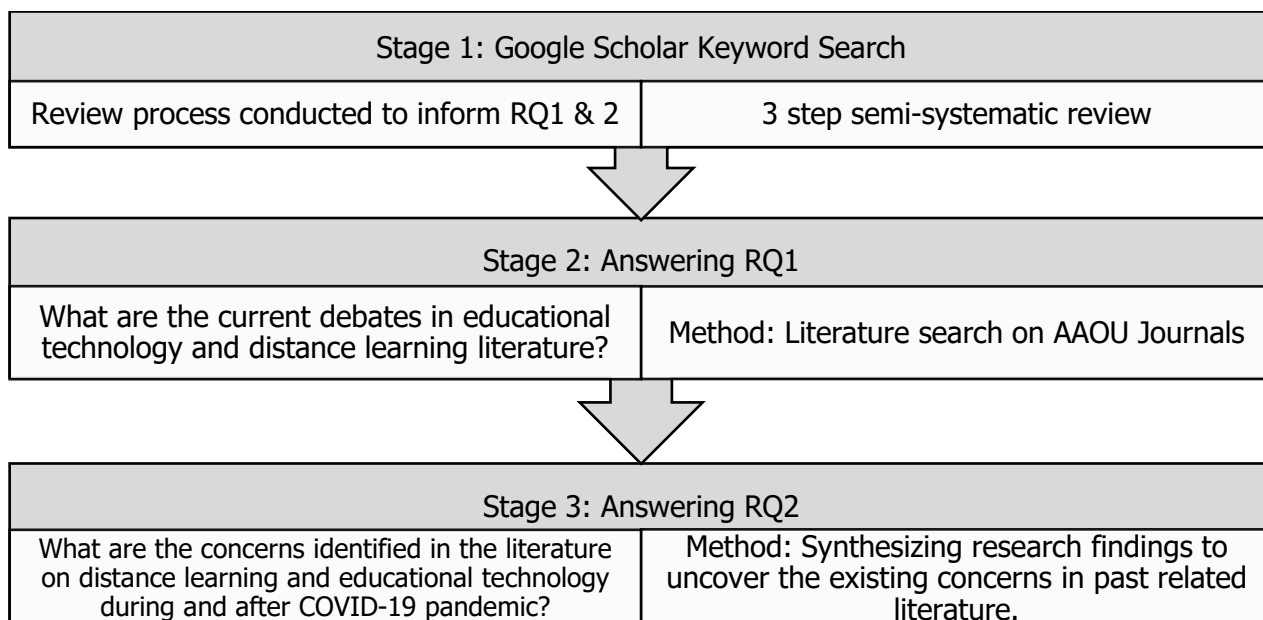 Stage 1: Google Scholar Keyword Search
Review process conducted to inform RQ1 & 2
3 step semi-systematic review
Stage 2: Answering RQ1
What are the current debates in educational
technology and distance learning literature?
Method: Literature search on AAOU Journals
Stage 3: Answering RQ2
What are the concerns identified in the literature
on distance learning and educational technology
during and after COVID-19 pandemic?
Method: Synthesizing research findings to
uncover the existing concerns in past related
literature.